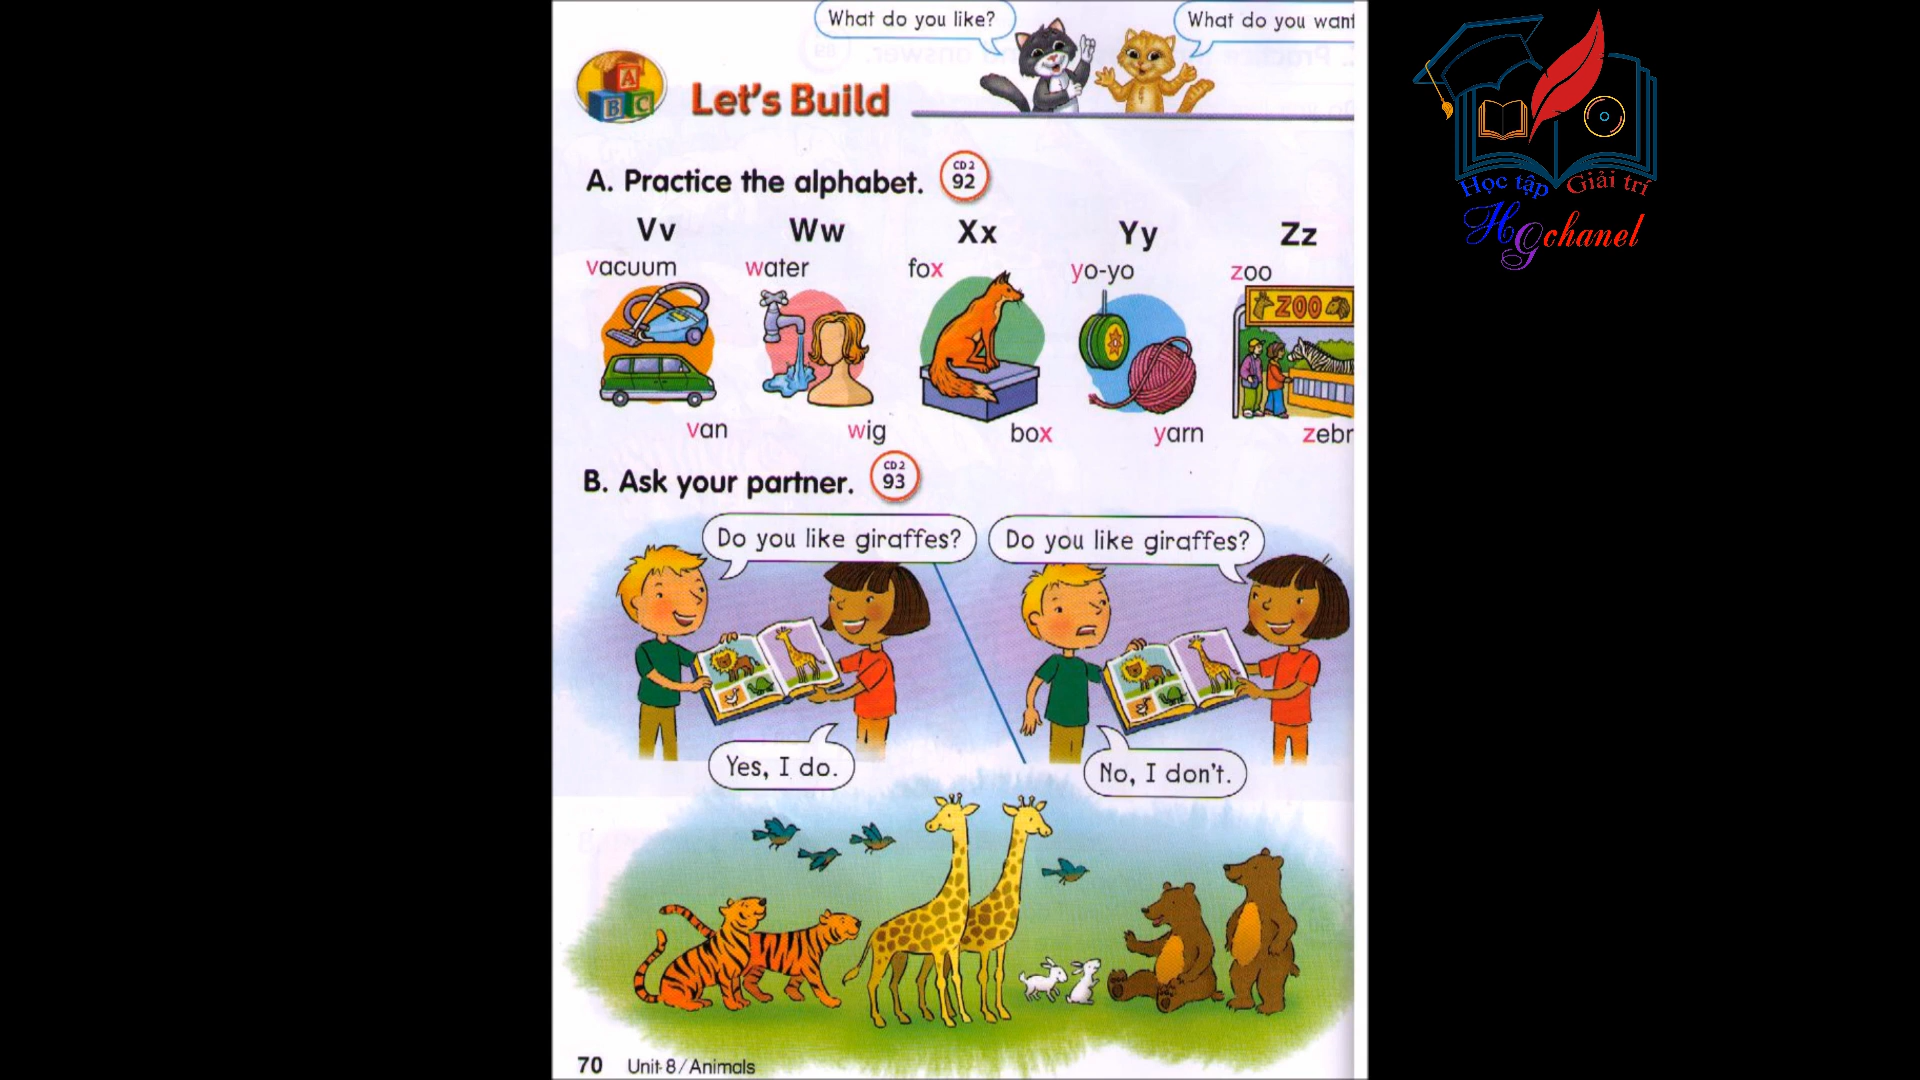 What do you like?
What do you want
A
B C
Let's Build
A. Practice the alphabet.
CD 2
92
Vv Ww Xx Yy Zz
vacuum water fox yo-yo zoo
ZOO
van wig box yarn zebr
B. Ask your partner.
CD 2
93
Do you like giraffes?
Do you like giraffes?
Yes, I do.
No, I don't.
70 Unit 8/Animals
Học tập Giải trí
HGchanel